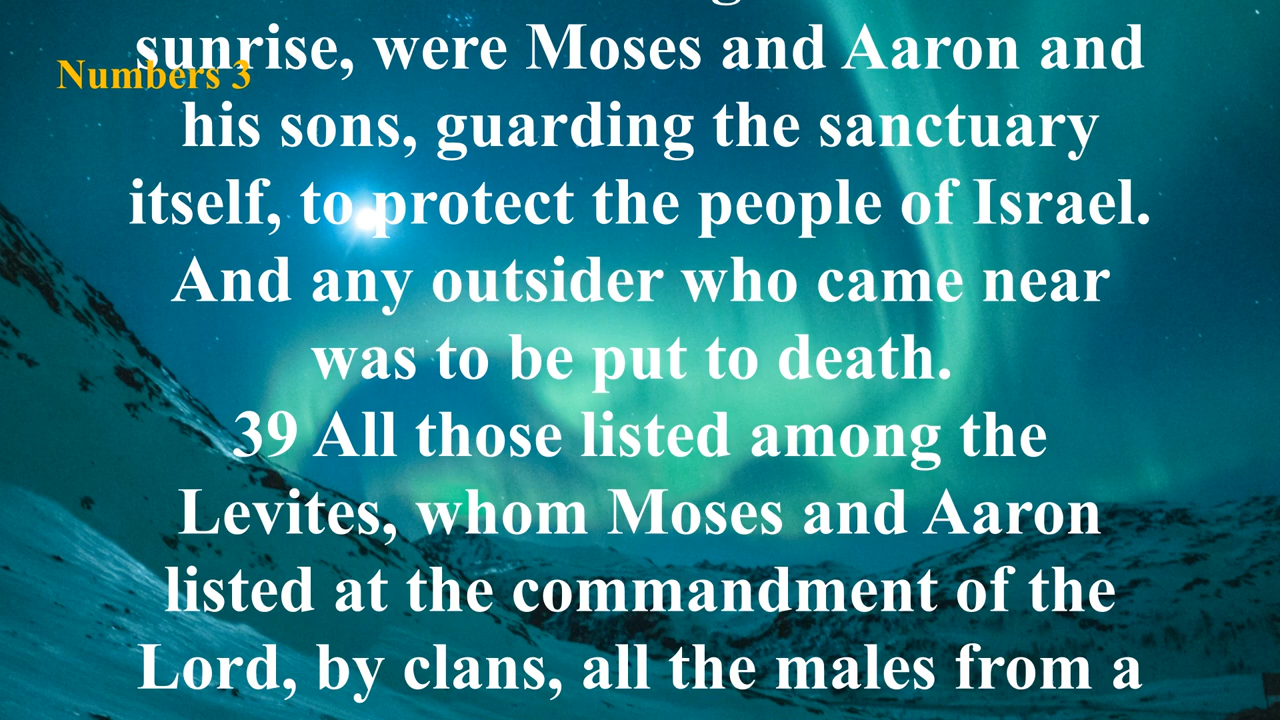 sunrise, were Moses and Aaron and
Numbers 3
his sons, guarding the sanctuary
itself, to protect the people of Israel.
And any outsider who came near
was to be put to death.
39 All those listed among the
Levites, whom Moses and Aaron
listed at the commandment of the
Lord, by clans, all the males from a